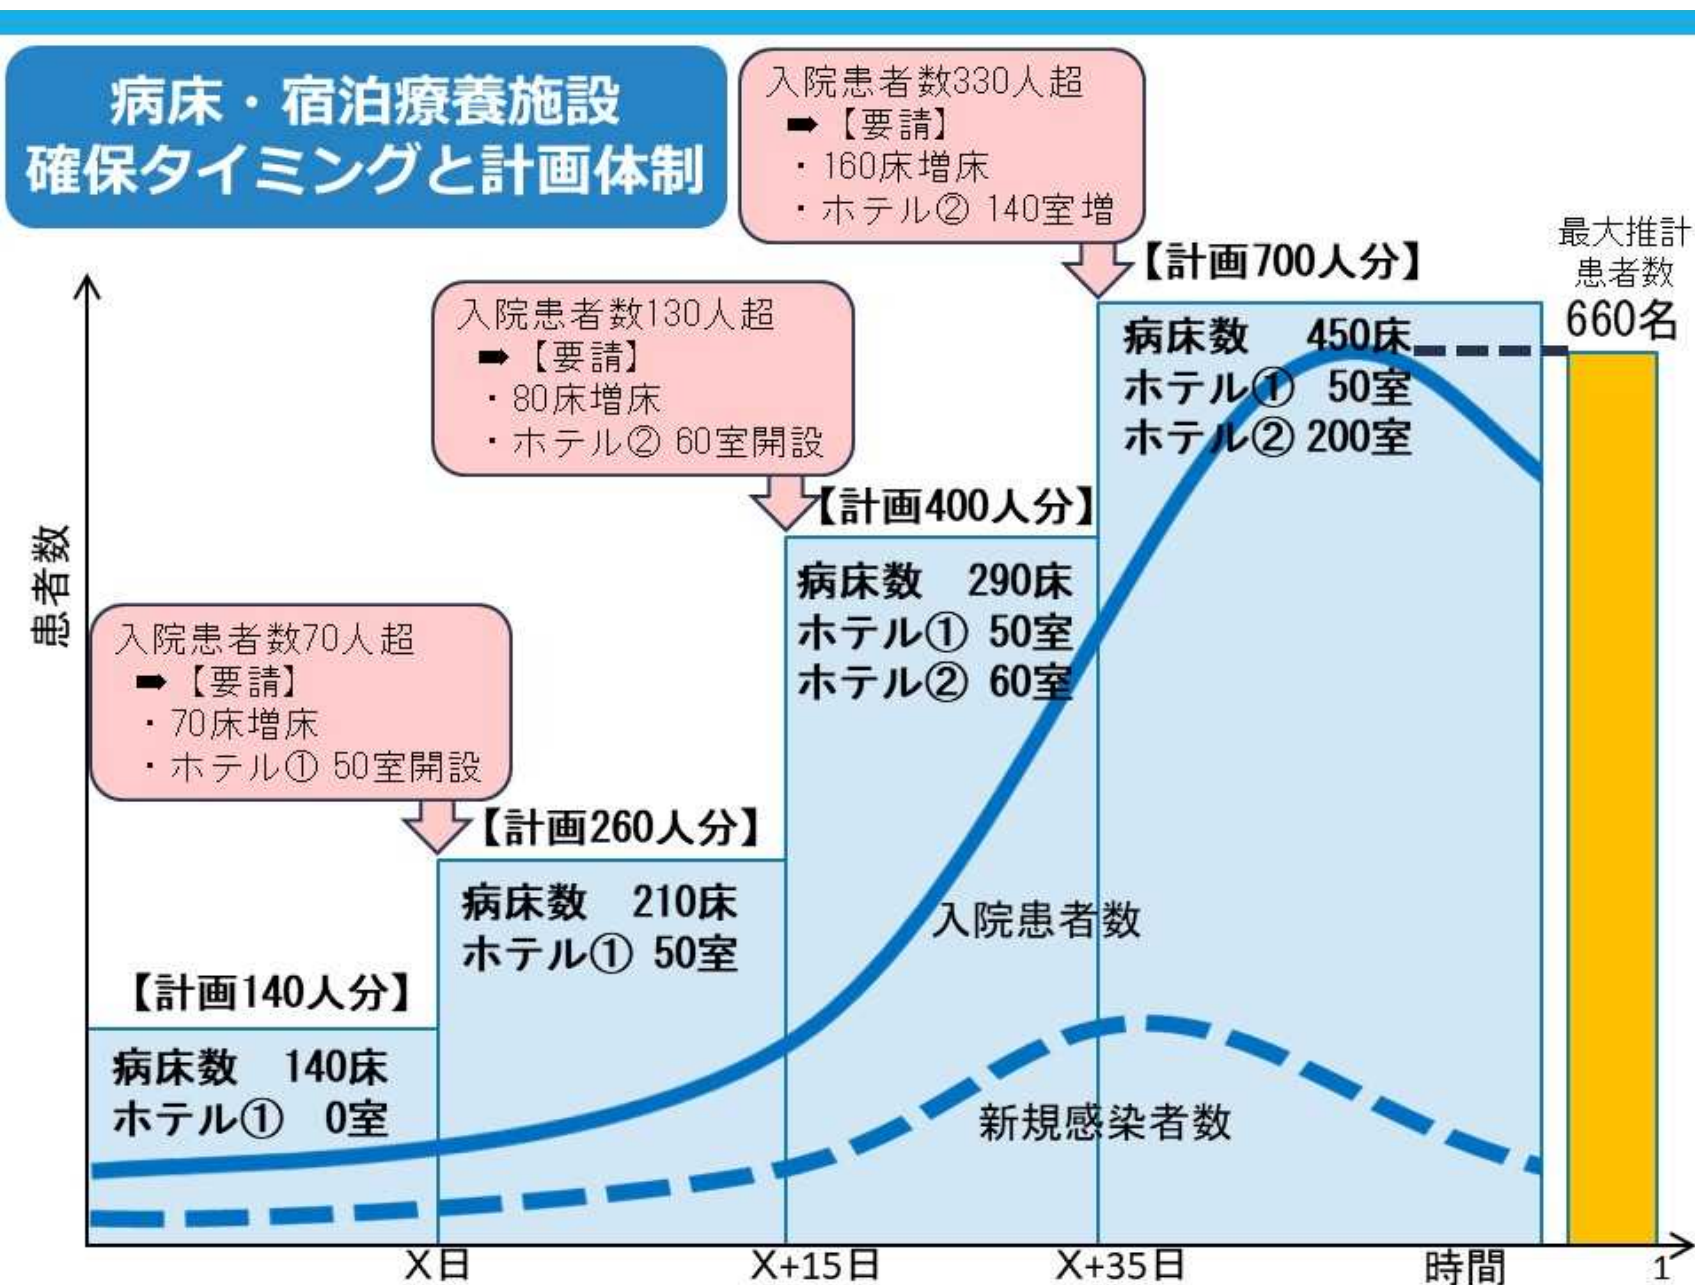 病床・宿泊療養施設
確保タイミングと計画体制
入院患者数330人超
➡【要請】
・160床増床
・ホテル② 140室増
最大推計
患者数
660名
【計画700人分】
病床数 450床
ホテル① 50室
ホテル② 200室
入院患者数130人超
➡【要請】
・80床増床
・ホテル② 60室開設
【計画400人分】
病床数 290床
ホテル① 50室
ホテル② 60室
患者数
入院患者数70人超
➡【要請】
・70床増床
・ホテル① 50室開設
【計画260人分】
病床数 210床
ホテル① 50室
【計画140人分】
病床数 140床
ホテル① 0室
入院患者数
新規感染者数
X日
X+15日
X+35日
時間
1